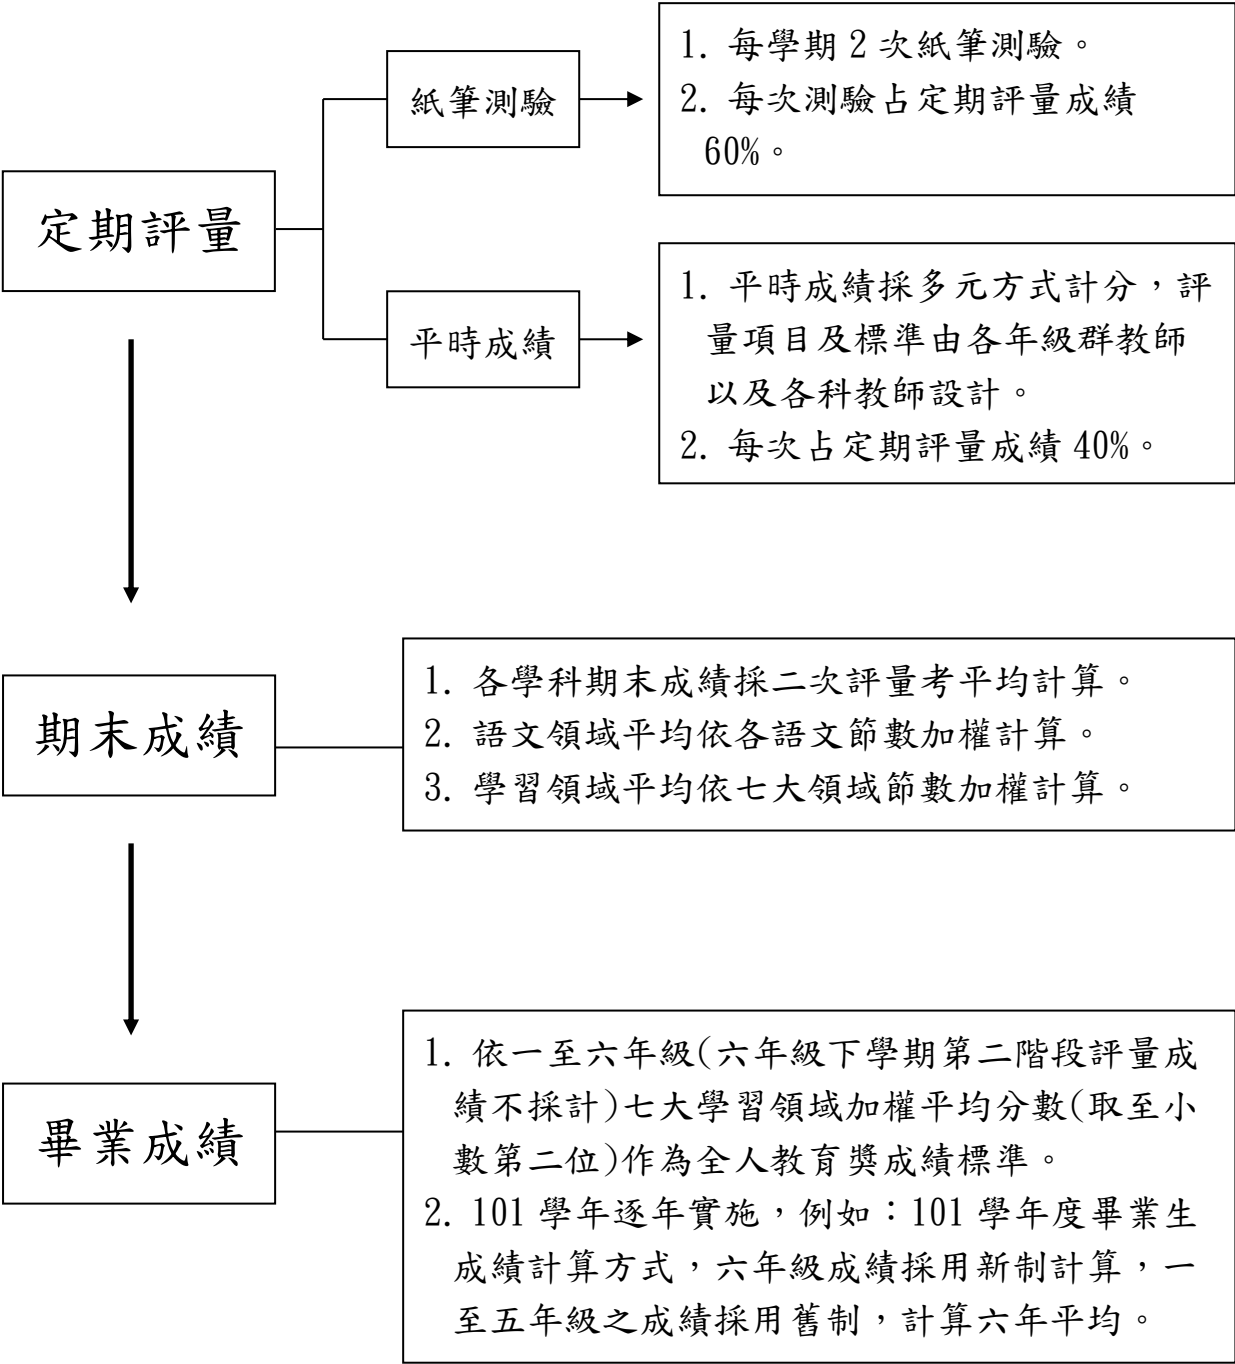 紙筆測驗
1. 每學期 2 次紙筆測驗。
2. 每次測驗占定期評量成績
60%。
定期評量
平時成績
1. 平時成績採多元方式計分，評
量項目及標準由各年級群教師
以及各科教師設計。
2. 每次占定期評量成績 40%。
期末成績
1. 各學科期末成績採二次評量考平均計算。
2. 語文領域平均依各語文節數加權計算。
3. 學習領域平均依七大領域節數加權計算。
畢業成績
1. 依一至六年級(六年級下學期第二階段評量成
績不採計)七大學習領域加權平均分數(取至小
數第二位)作為全人教育獎成績標準。
2. 101 學年逐年實施，例如：101 學年度畢業生
成績計算方式，六年級成績採用新制計算，一
至五年級之成績採用舊制，計算六年平均。